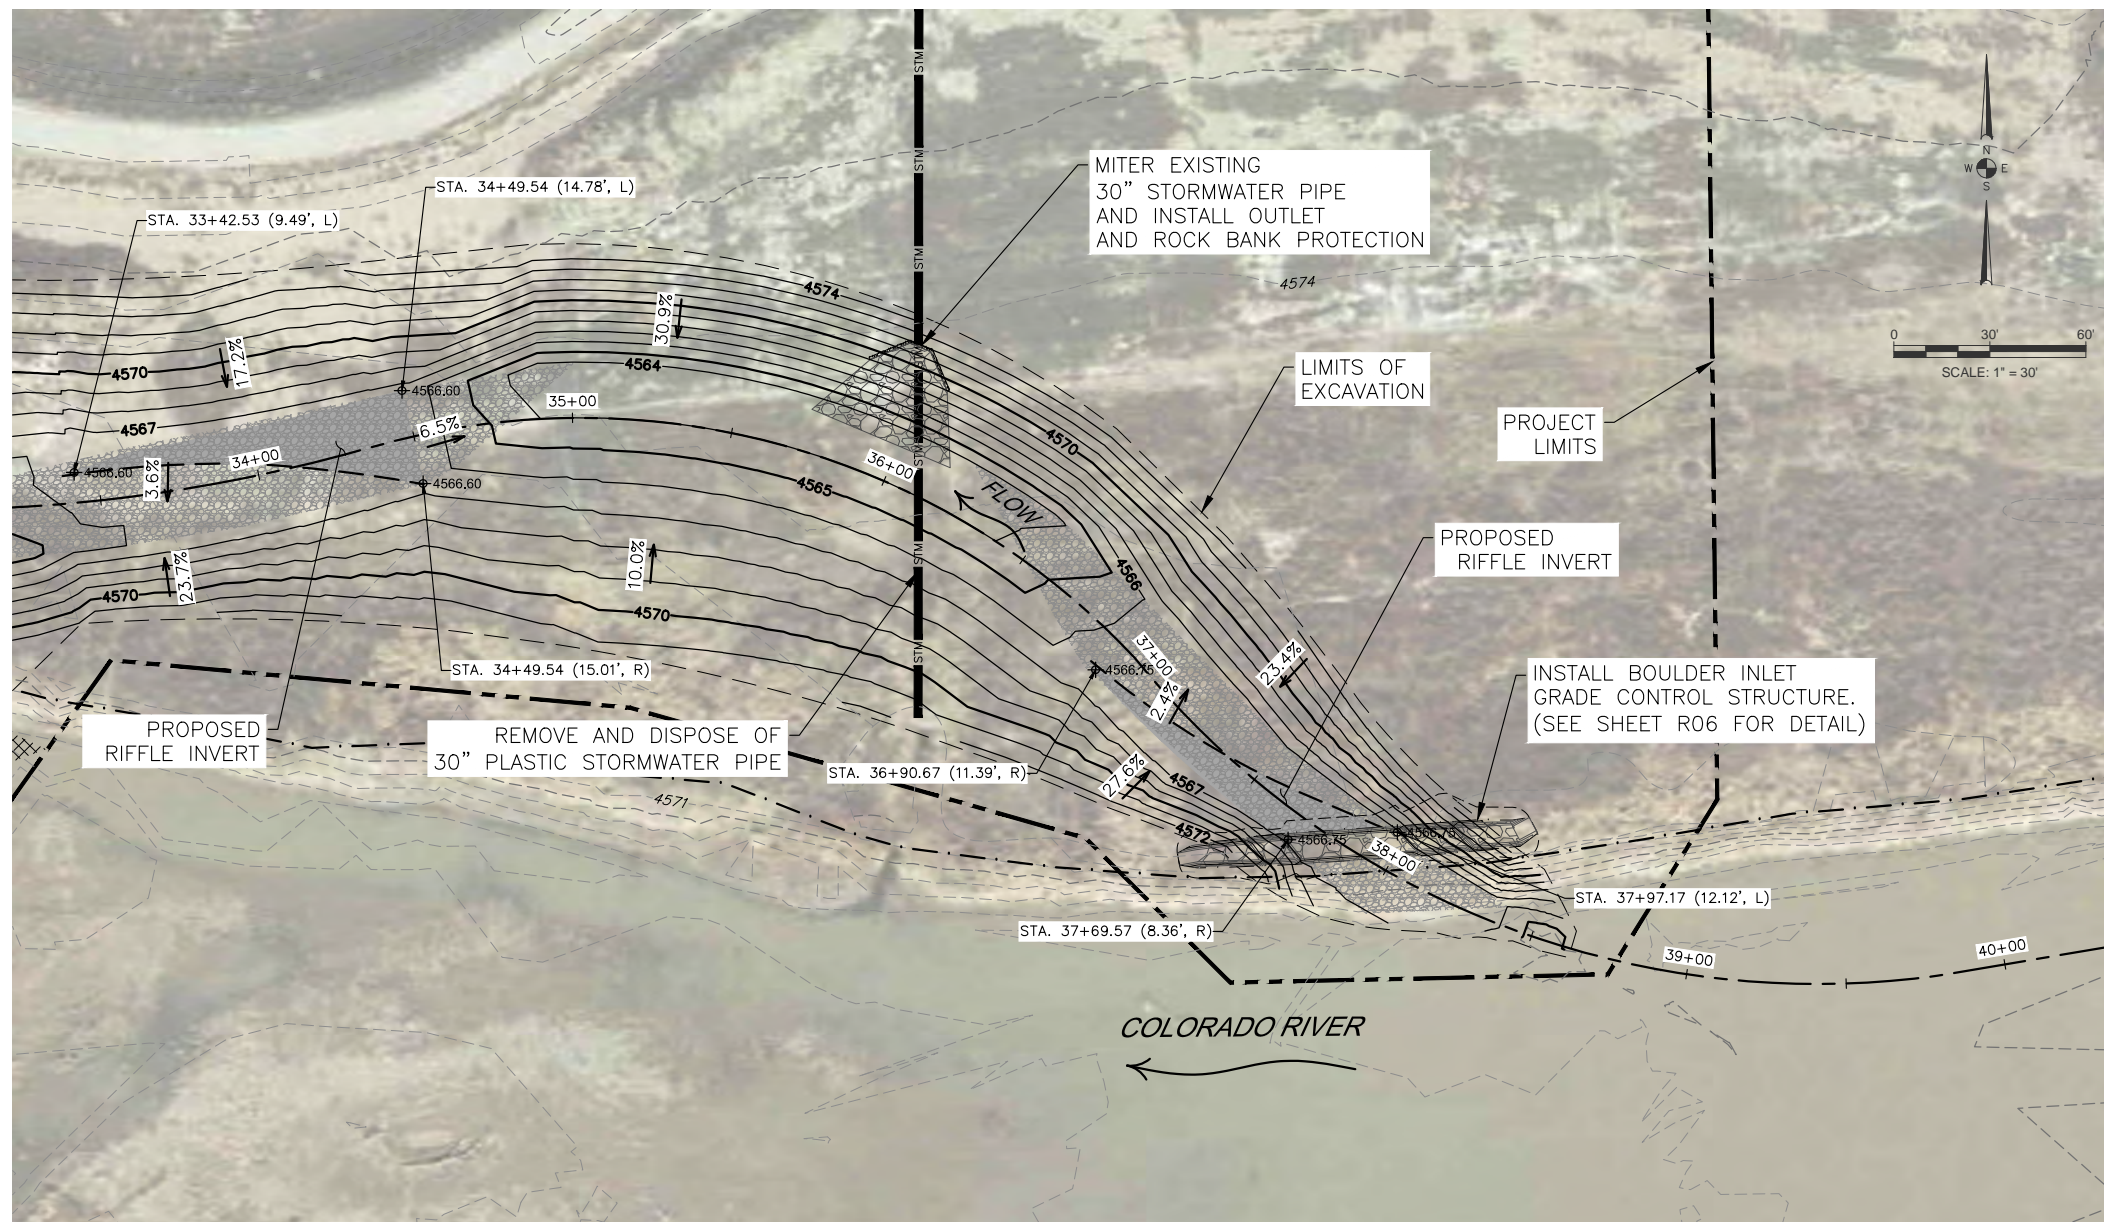 STM
STM
STM
STM
STM
STM
STA. 34+49.54 (14.78', L)
STA. 33+42.53 (9.49', L)
MITER EXISTING
30" STORMWATER PIPE
AND INSTALL OUTLET
AND ROCK BANK PROTECTION
N
W
E
S
4574
4574
30.9%
17.2%
4570
4564
4567
4566.60
35+00
6.5%
34+00
4566.60
3.6%
4566.60
4565
36+00
FLOW
4570
4566
LIMITS OF
EXCAVATION
PROJECT
LIMITS
0
30'
60'
SCALE: 1" = 30'
PROPOSED
RIFFLE INVERT
23.7%
10.0%
4570
4570
37+00
4566.75
2.4%
23.4%
STA. 34+49.54 (15.01', R)
INSTALL BOULDER INLET
GRADE CONTROL STRUCTURE.
(SEE SHEET R06 FOR DETAIL)
PROPOSED
RIFFLE INVERT
REMOVE AND DISPOSE OF
30" PLASTIC STORMWATER PIPE
STA. 36+90.67 (11.39', R)
27.6%
4567
4571
4572
4566.75
4566.75
38+00
STA. 37+97.17 (12.12', L)
STA. 37+69.57 (8.36', R)
39+00
40+00
COLORADO RIVER